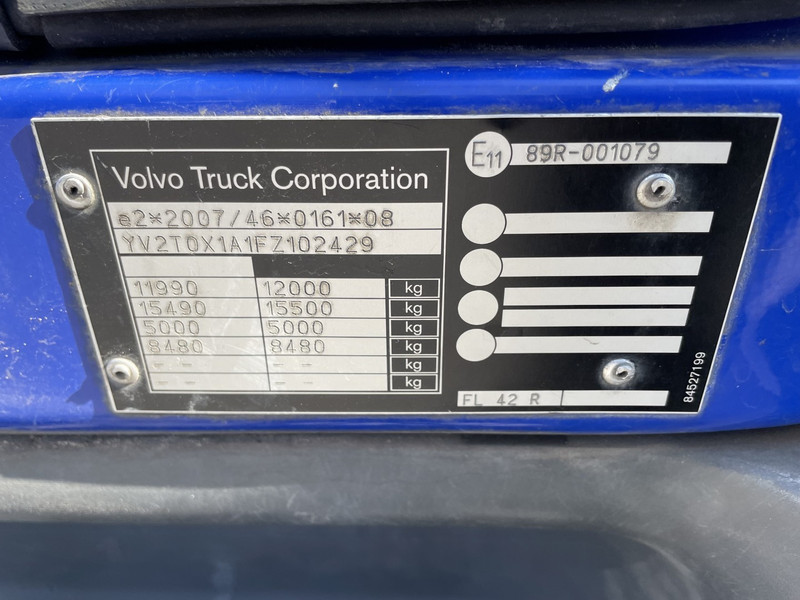 Volvo Truck Corporation
e2*2007/46*0161*08
YV2T0X1A1FZ102429
11990 12000 kg
15490 15500 kg
5000 5000 kg
8480 8480 kg
-- -- kg
-- -- kg
E11 89R-001079
FL 42 R
84527199